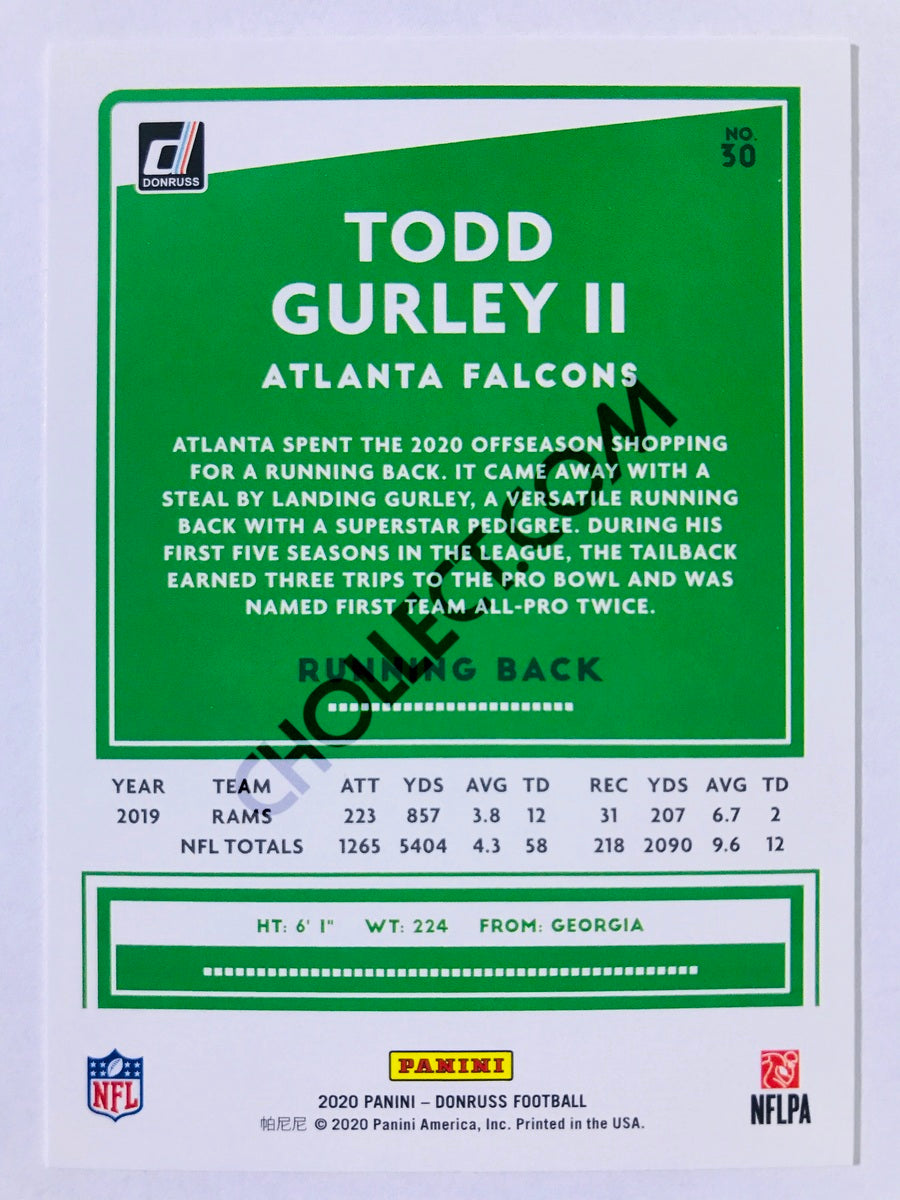 NO.
30
DONRUSS
TODD
GURLEY II
ATLANTA FALCONS
ATLANTA SPENT THE 2020 OFFSEASON SHOPPING
FOR A RUNNING BACK. IT CAME AWAY WITH A
STEAL BY LANDING GURLEY, A VERSATILE RUNNING
BACK WITH A SUPERSTAR PEDIGREE. DURING HIS
FIRST FIVE SEASONS IN THE LEAGUE, THE TAILBACK
EARNED THREE TRIPS TO THE PRO BOWL AND WAS
NAMED FIRST TEAM ALL-PRO TWICE.
CHOLLECT.COM
RUNNING BACK
YEAR TEAM ATT YDS AVG TD REC YDS AVG TD
2019 RAMS 223 857 3.8 12 31 207 6.7 2
NFL TOTALS 1265 5404 4.3 58 218 2090 9.6 12
HT: 6' 1" WT: 224 FROM: GEORGIA
NFL
PANINI
NFLPA
2020 PANINI – DONRUSS FOOTBALL
帕尼尼 © 2020 Panini America, Inc. Printed in the USA.